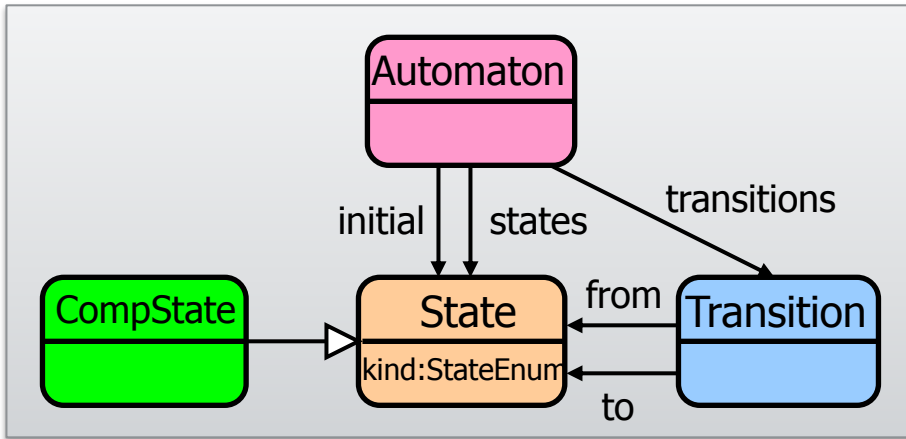 Automaton
initial
states
transitions
CompState
State
kind:StateEnum
from
to
Transition